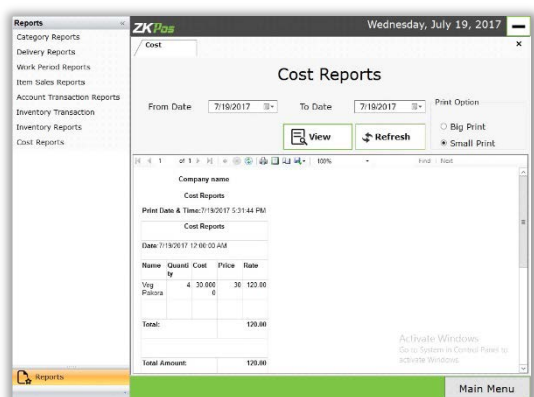 Reports «
Category Reports
Delivery Reports
Work Period Reports
Item Sales Reports
Account Transaction Reports
Inventory Transaction
Inventory Reports
Cost Reports
Reports
ZKPos
Wednesday, July 19, 2017
Cost
×
Cost Reports
From Date 7/19/2017 To Date 7/19/2017
Print Option
Big Print
Small Print
View Refresh
1 of 1 100% Find Next
Company name
Cost Reports
Print Date & Time:7/19/2017 5:31:44 PM
Cost Reports
Date:7/19/2017 12:00:00 AM
Name Quanti Cost Price Rate
ty
Veg 4 30.000 30 120.00
Pakora 0
Total: 120.00
Total Amount: 120.00
Activate Windows
Go to System in Control Panel to
activate Windows.
Main Menu